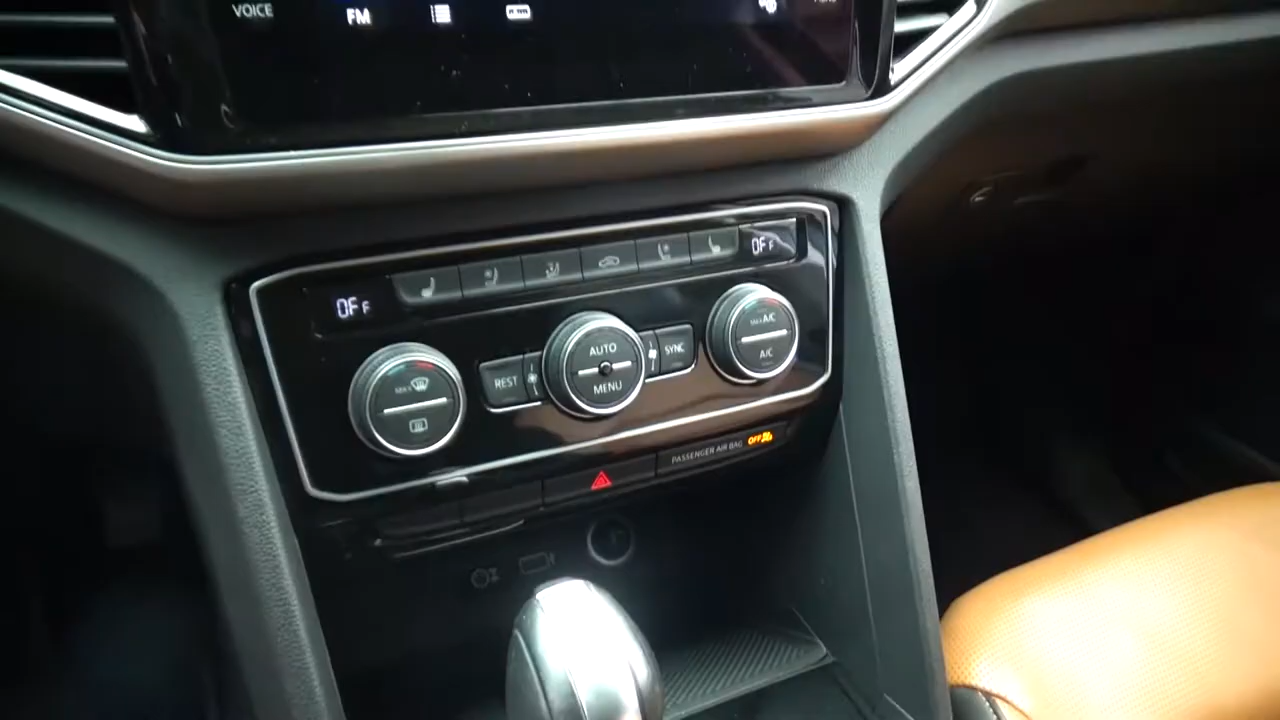 VOICE
FM
OFF
OFF
REST
AUTO
MENU
SYNC
MAX A/C
A/C
PASSENGER AIR BAG
OFF